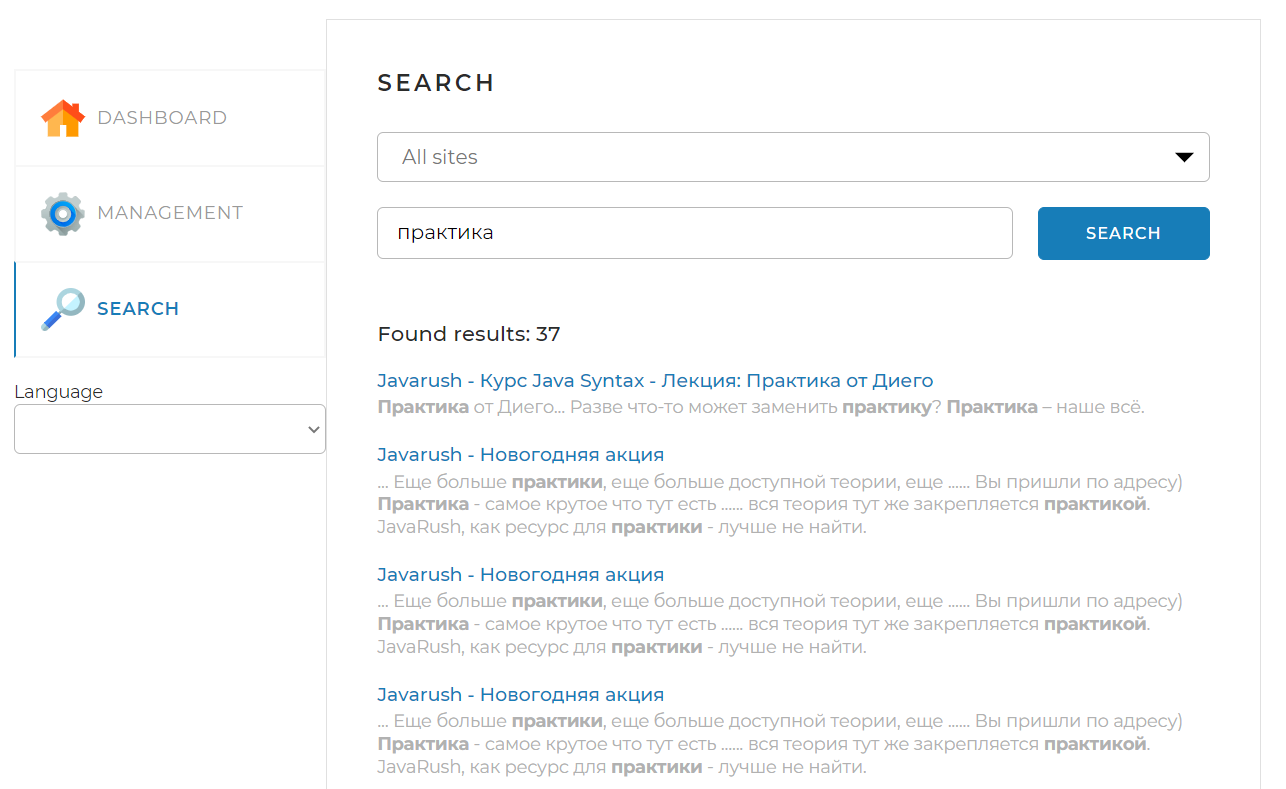 DASHBOARD
MANAGEMENT
SEARCH
Language
SEARCH
All sites
практика
SEARCH
Found results: 37
Javarush - Курс Java Syntax - Лекция: Практика от Диего
Практика от Диего... Разве что-то может заменить практику? Практика – наше всё.
Javarush - Новогодняя акция
... Еще больше практики, еще больше доступной теории, еще ...... Вы пришли по адресу)
Практика - самое крутое что тут есть ...... вся теория тут же закрепляется практикой.
JavaRush, как ресурс для практики - лучше не найти.
Javarush - Новогодняя акция
... Еще больше практики, еще больше доступной теории, еще ...... Вы пришли по адресу)
Практика - самое крутое что тут есть ...... вся теория тут же закрепляется практикой.
JavaRush, как ресурс для практики - лучше не найти.
Javarush - Новогодняя акция
... Еще больше практики, еще больше доступной теории, еще ...... Вы пришли по адресу)
Практика - самое крутое что тут есть ...... вся теория тут же закрепляется практикой.
JavaRush, как ресурс для практики - лучше не найти.